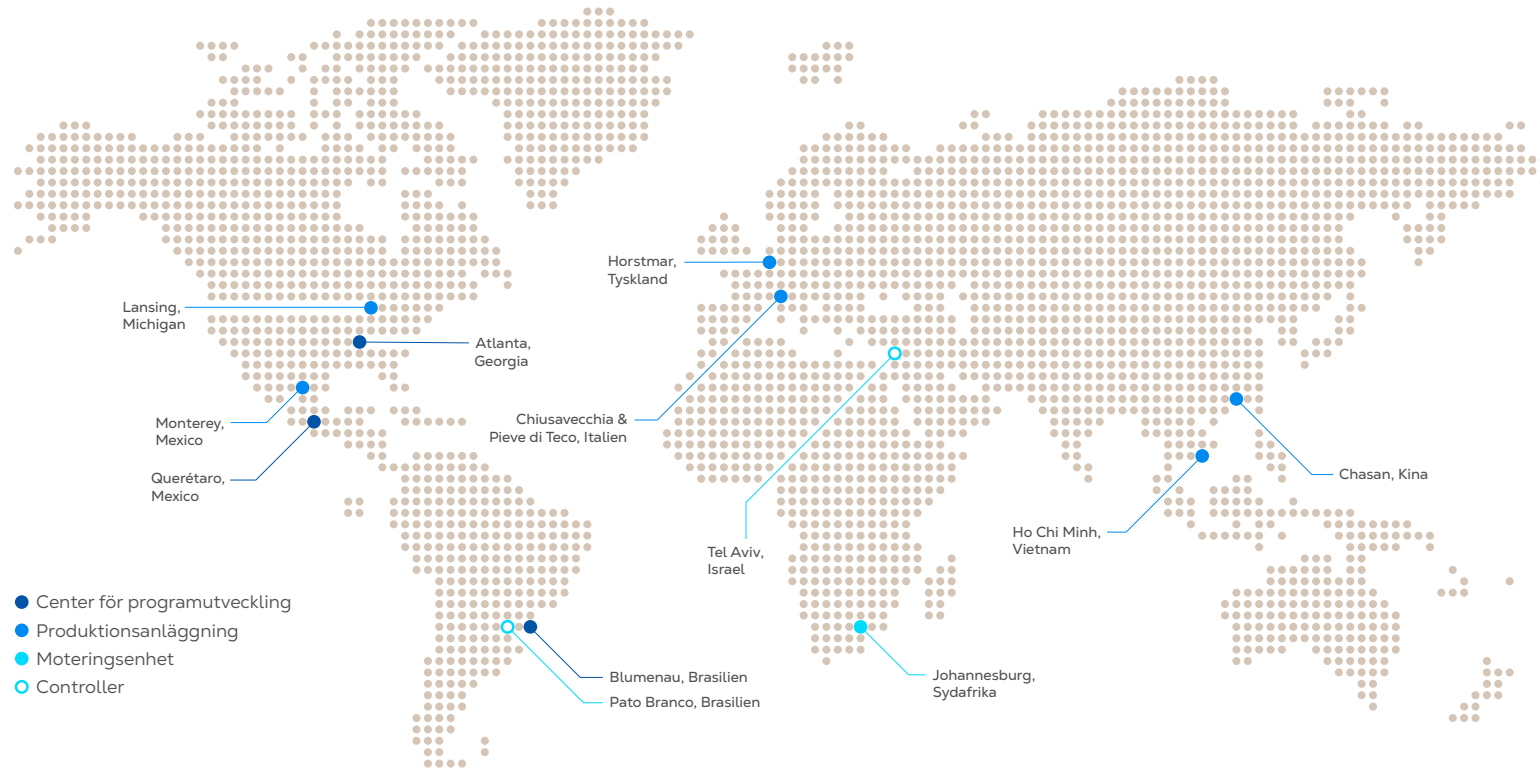 Horstmar,
Tyskland
Lansing,
Michigan
Atlanta,
Georgia
Monterey,
Mexico
Chiusavecchia &
Pieve di Teco, Italien
Querétaro,
Mexico
Chasan, Kina
Ho Chi Minh,
Vietnam
Tel Aviv,
Israel
Center för programutveckling
Produktionsanläggning
Moteringsenhet
Controller
Blumenau, Brasilien
Pato Branco, Brasilien
Johannesburg,
Sydafrika